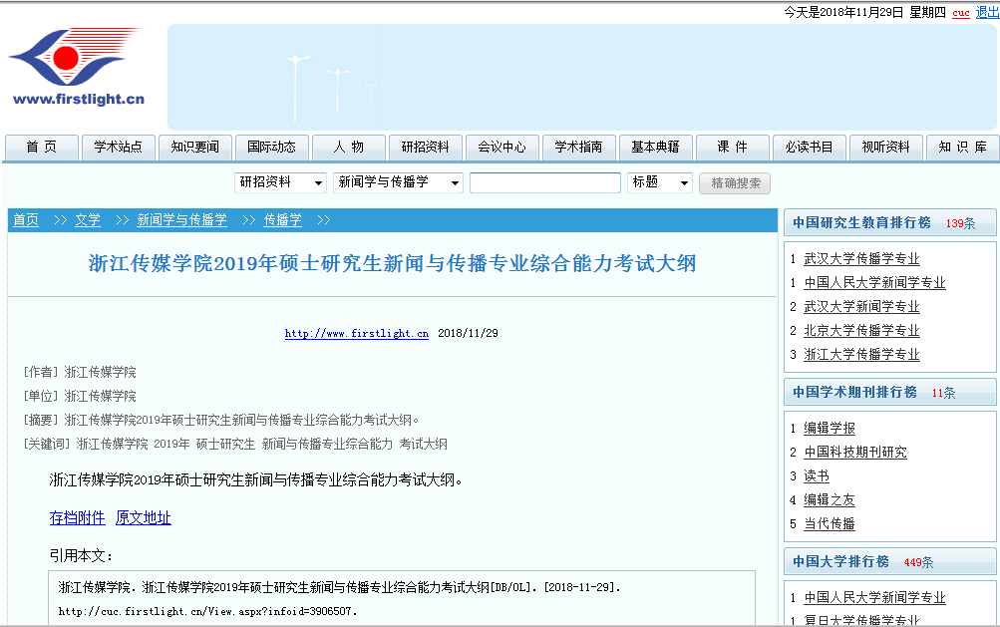 今天是2018年11月29日 星期四 cuc 退出
www.firstlight.cn
首 页 学术站点 知识要闻 国际动态 人 物 研招资料 会议中心 学术指南 基本典籍 课 件 必读书目 视听资料 知 识 库
研招资料 新闻学与传播学 标题 精确搜索
首页 >> 文学 >> 新闻学与传播学 >> 传播学 >>
浙江传媒学院2019年硕士研究生新闻与传播专业综合能力考试大纲
http://www.firstlight.cn 2018/11/29
[作者] 浙江传媒学院
[单位] 浙江传媒学院
[摘要] 浙江传媒学院2019年硕士研究生新闻与传播专业综合能力考试大纲。
[关键词] 浙江传媒学院 2019年 硕士研究生 新闻与传播专业综合能力 考试大纲
浙江传媒学院2019年硕士研究生新闻与传播专业综合能力考试大纲。
存档附件 原文地址
引用本文:
浙江传媒学院. 浙江传媒学院2019年硕士研究生新闻与传播专业综合能力考试大纲[DB/OL]. [2018-11-29].
http://cuc.firstlight.cn/View.aspx?infoid=3906507.
中国研究生教育排行榜 139条
1 武汉大学传播学专业
1 中国人民大学新闻学专业
2 武汉大学新闻学专业
2 北京大学传播学专业
3 浙江大学传播学专业
中国学术期刊排行榜 11条
1 编辑学报
2 中国科技期刊研究
3 读书
4 编辑之友
5 当代传播
中国大学排行榜 449条
1 中国人民大学新闻学专业
1 复旦大学传播学专业